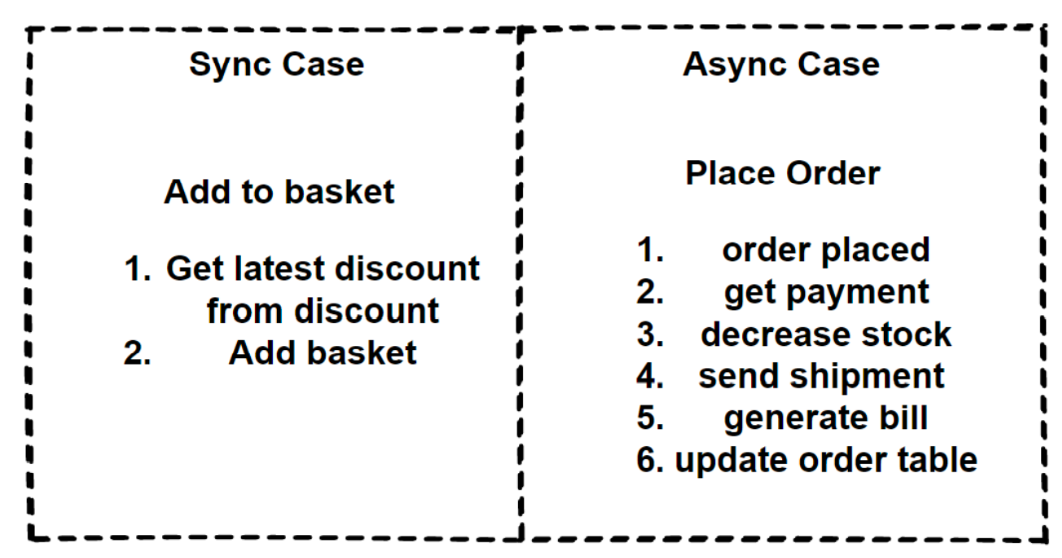 Sync Case
Add to basket
1. Get latest discount
from discount
2. Add basket
Async Case
Place Order
1. order placed
2. get payment
3. decrease stock
4. send shipment
5. generate bill
6. update order table